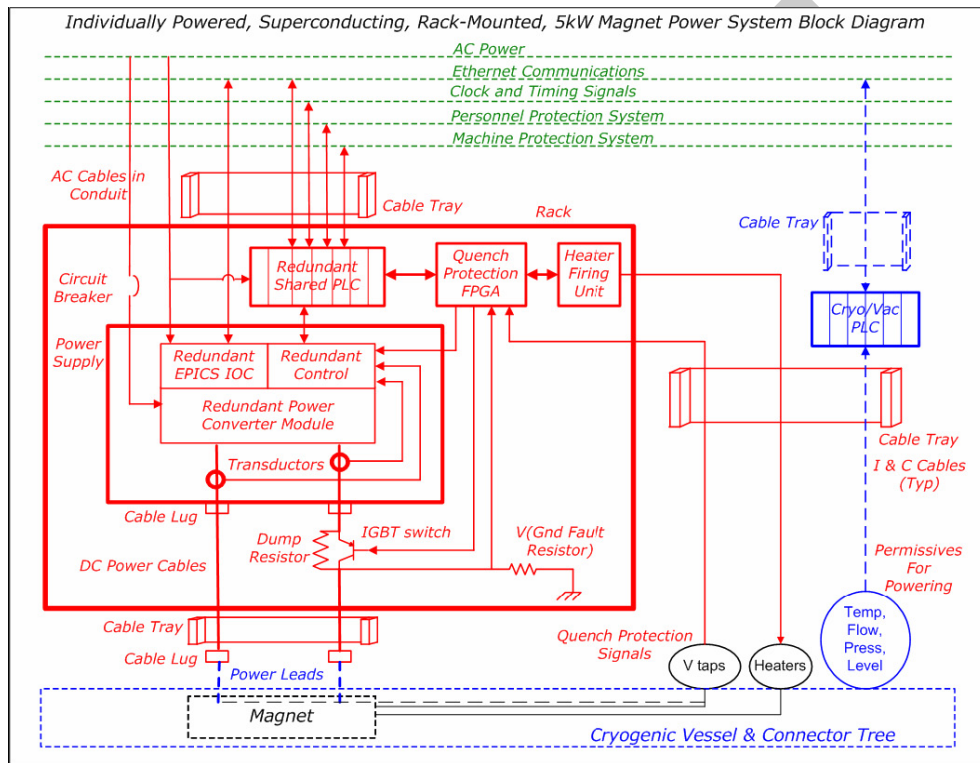 Individually Powered, Superconducting, Rack-Mounted, 5kW Magnet Power System Block Diagram
AC Power
Ethernet Communications
Clock and Timing Signals
Personnel Protection System
Machine Protection System
AC Cables in
Conduit
Cable Tray
Rack
Cable Tray
Circuit
Breaker
Redundant
Shared PLC
Quench
Protection
FPGA
Heater
Firing
Unit
Cryo/Vac
PLC
Power
Supply
Redundant
EPICS IOC
Redundant
Control
Redundant Power
Converter Module
Transductors
Cable Tray
I & C Cables
(Typ)
Cable Lug
Dump
Resistor
IGBT switch
V(Gnd Fault
Resistor)
DC Power Cables
Permissives
For
Powering
Temp,
Flow,
Press,
Level
Cable Tray
Quench Protection
Signals
V taps
Heaters
Cable Lug
Power Leads
Magnet
Cryogenic Vessel & Connector Tree